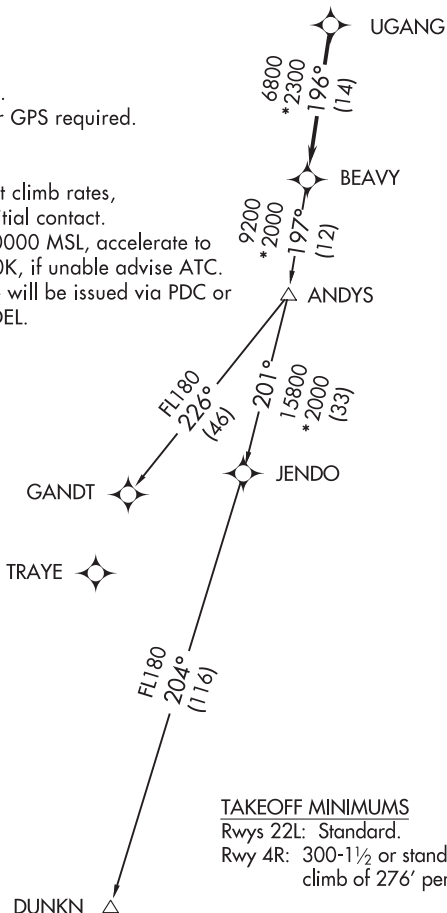 UGANG
.
GPS required.
6800
*2300
196°
(14)
BEAVY
t climb rates,
itial contact.
0000 MSL, accelerate to
0K, if unable advise ATC.
will be issued via PDC or
DEL.
9200
*2000
197°
(12)
ANDYS
FL180
226°
(46)
201°
15800
*2000
(33)
GANDT
JENDO
TRAYE
FL180
204°
(116)
TAKEOFF MINIMUMS
Rwys 22L: Standard.
Rwy 4R: 300-1½ or stand
climb of 276' per
DUNKN